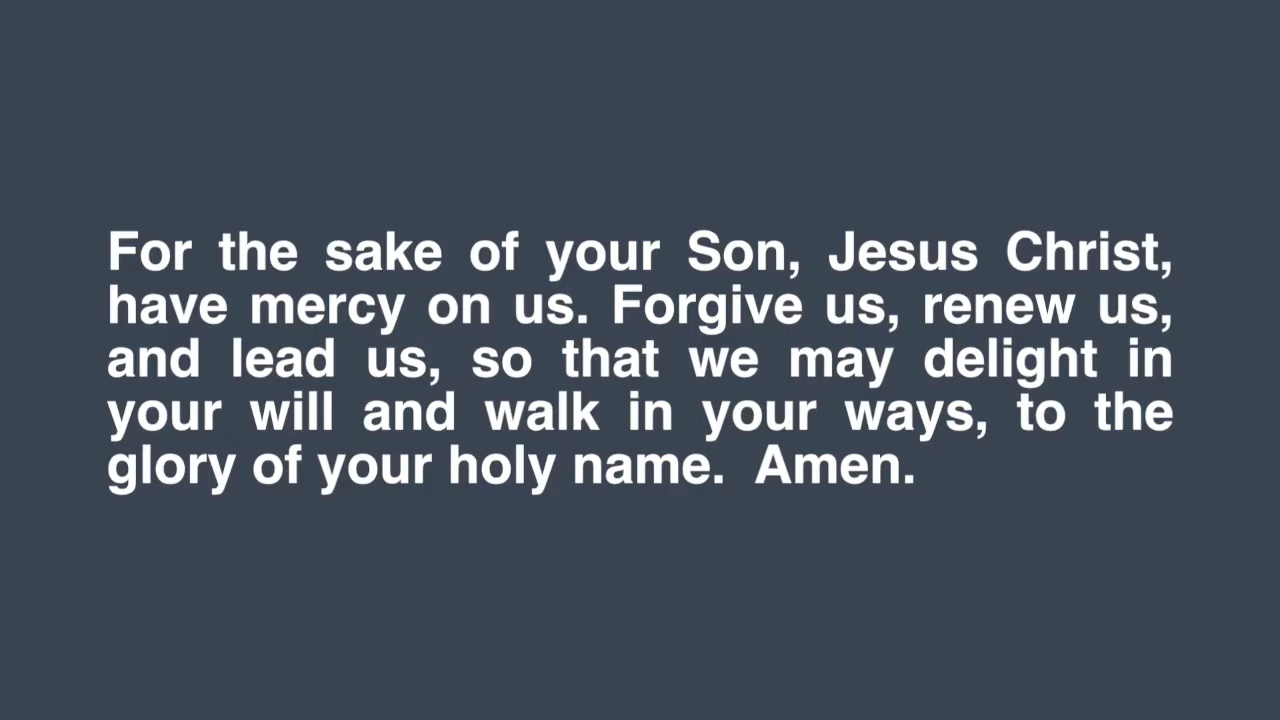 For the sake of your Son, Jesus Christ,
have mercy on us. Forgive us, renew us,
and lead us, so that we may delight in
your will and walk in your ways, to the
glory of your holy name.  Amen.